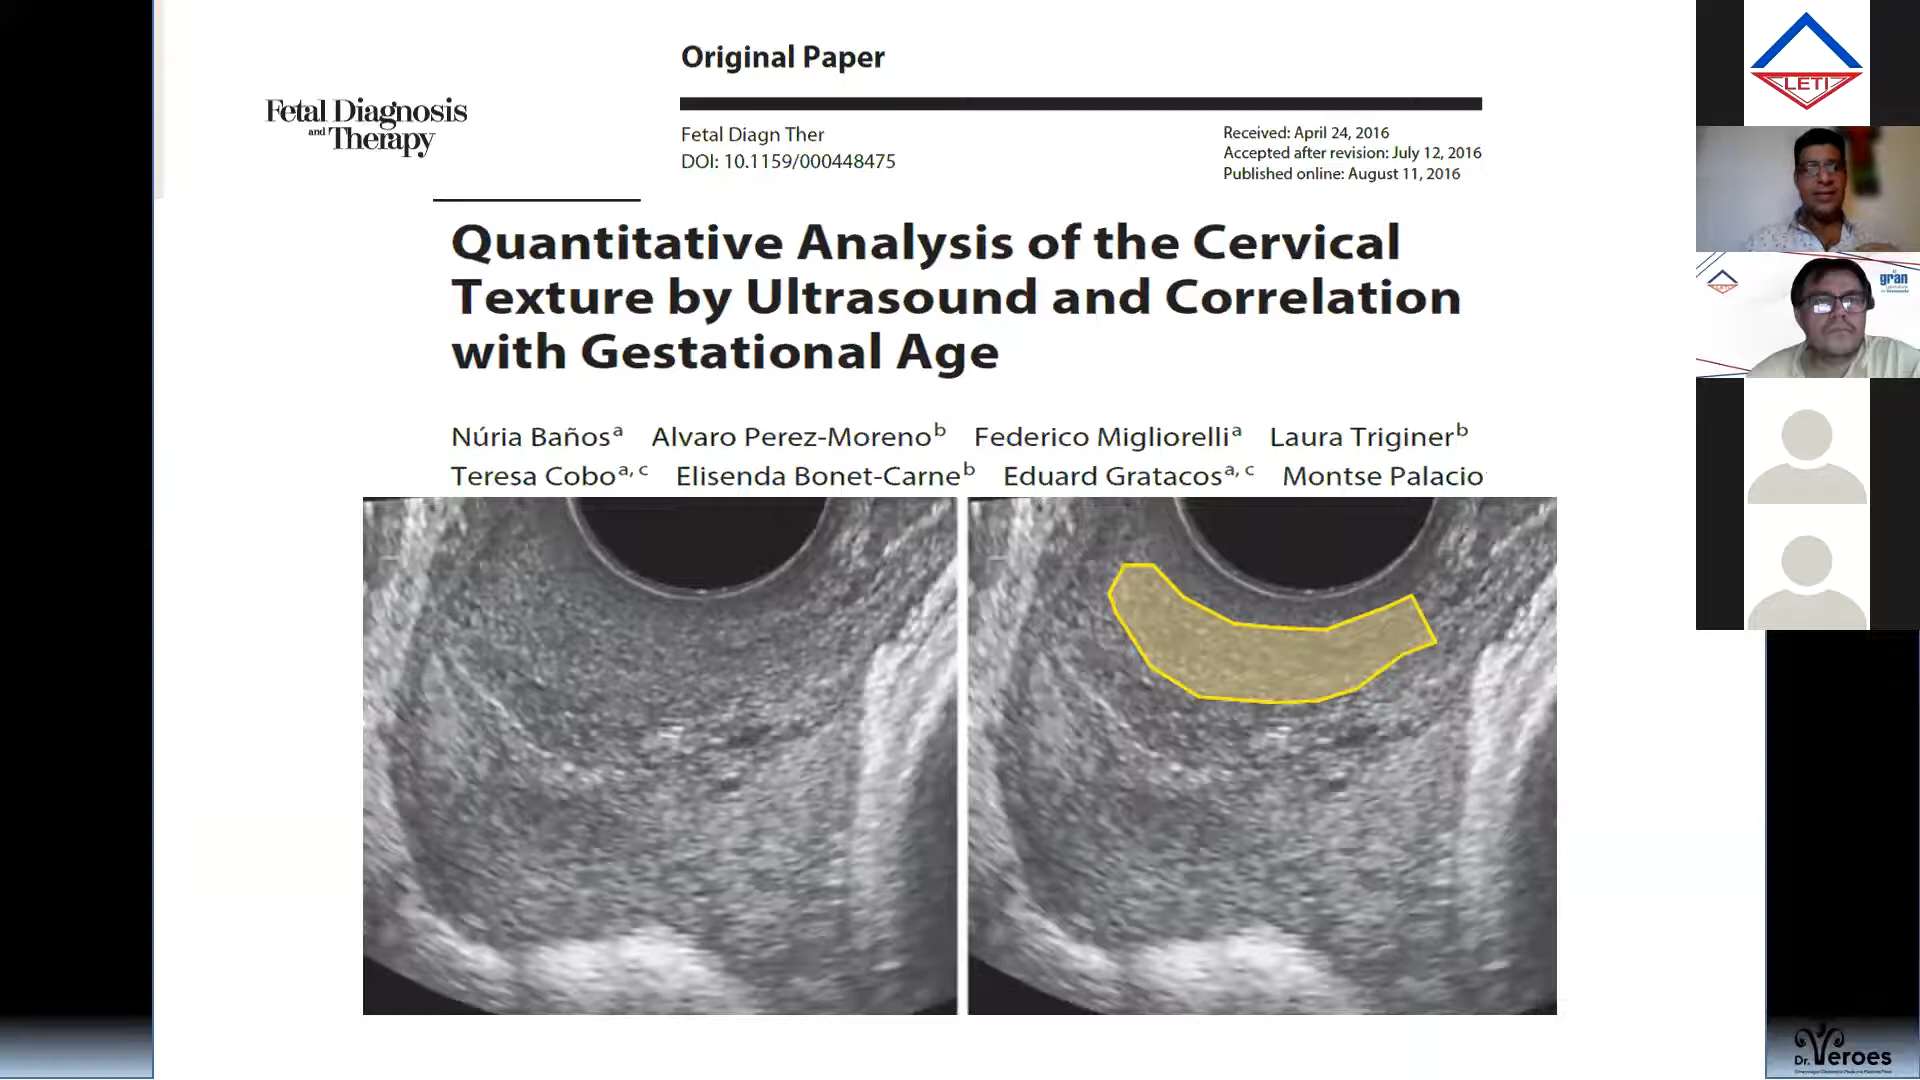 Original Paper
Fetal Diagnosis
and Therapy
Fetal Diagn Ther
DOI: 10.1159/000448475
Received: April 24, 2016
Accepted after revision: July 12, 2016
Published online: August 11, 2016
Quantitative Analysis of the Cervical
Texture by Ultrasound and Correlation
with Gestational Age
Núria Baños a Alvaro Perez-Moreno b Federico Migliorelli a Laura Triginer b
Teresa Cobo a, c Elisenda Bonet-Carne b Eduard Gratacos a, c Montse Palacio
LETI
LETI
gran
Dr. Veroes